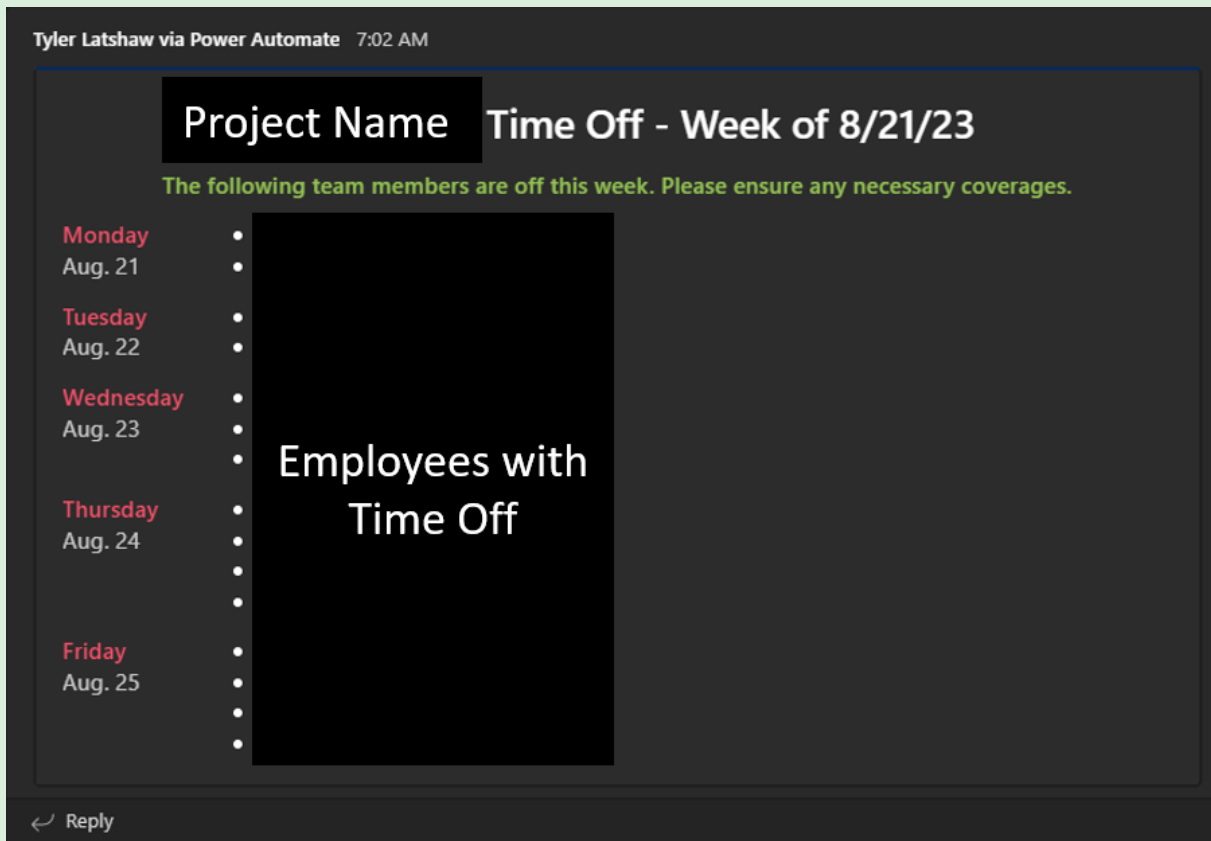 Tyler Latshaw via Power Automate 7:02 AM
Project Name Time Off - Week of 8/21/23
The following team members are off this week. Please ensure any necessary coverages.
Monday
Aug. 21
Tuesday
Aug. 22
Wednesday
Aug. 23
Employees with
Time Off
Thursday
Aug. 24
Friday
Aug. 25
Reply